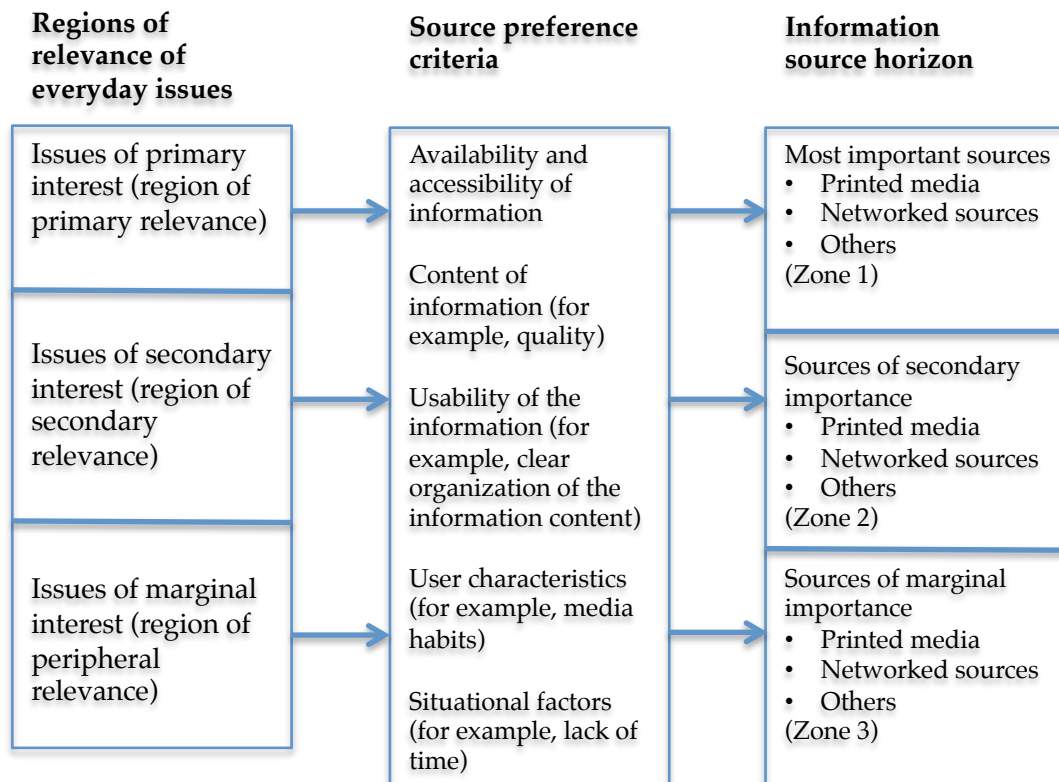 Regions of
relevance of
everyday issues
Issues of primary
interest (region of
primary relevance)
Issues of secondary
interest (region of
secondary
relevance)
Issues of marginal
interest (region of
peripheral
relevance)
Source preference
criteria
Availability and
accessibility of
information
Content of
information (for
example, quality)
Usability of the
information (for
example, clear
organization of the
information content)
User characteristics
(for example, media
habits)
Situational factors
(for example, lack of
time)
Information
source horizon
Most important sources
• Printed media
• Networked sources
• Others
(Zone 1)
Sources of secondary
importance
• Printed media
• Networked sources
• Others
(Zone 2)
Sources of marginal
importance
• Printed media
• Networked sources
• Others
(Zone 3)